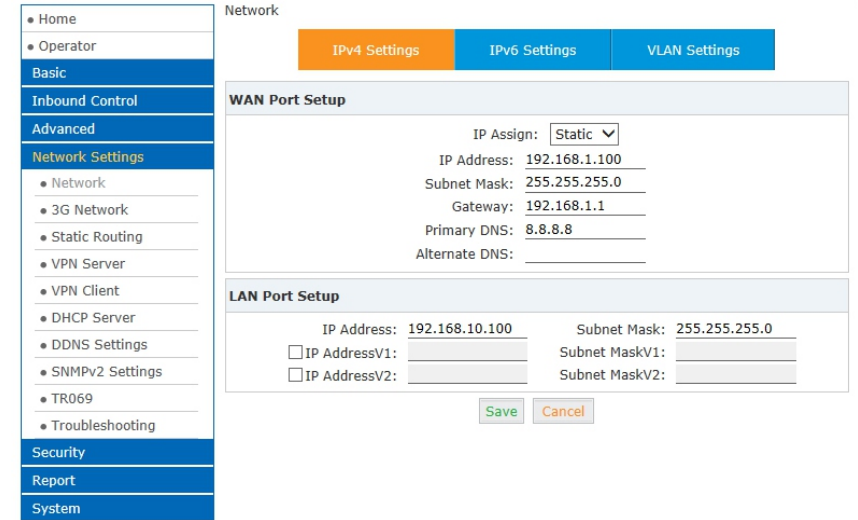 Home
Operator
Basic
Inbound Control
Advanced
Network Settings
Network
3G Network
Static Routing
VPN Server
VPN Client
DHCP Server
DDNS Settings
SNMPv2 Settings
TR069
Troubleshooting
Security
Report
System
Network
IPv4 Settings IPv6 Settings VLAN Settings
WAN Port Setup
IP Assign: Static
IP Address: 192.168.1.100
Subnet Mask: 255.255.255.0
Gateway: 192.168.1.1
Primary DNS: 8.8.8.8
Alternate DNS:
LAN Port Setup
IP Address: 192.168.10.100 Subnet Mask: 255.255.255.0
IP AddressV1: Subnet MaskV1:
IP AddressV2: Subnet MaskV2:
Save Cancel